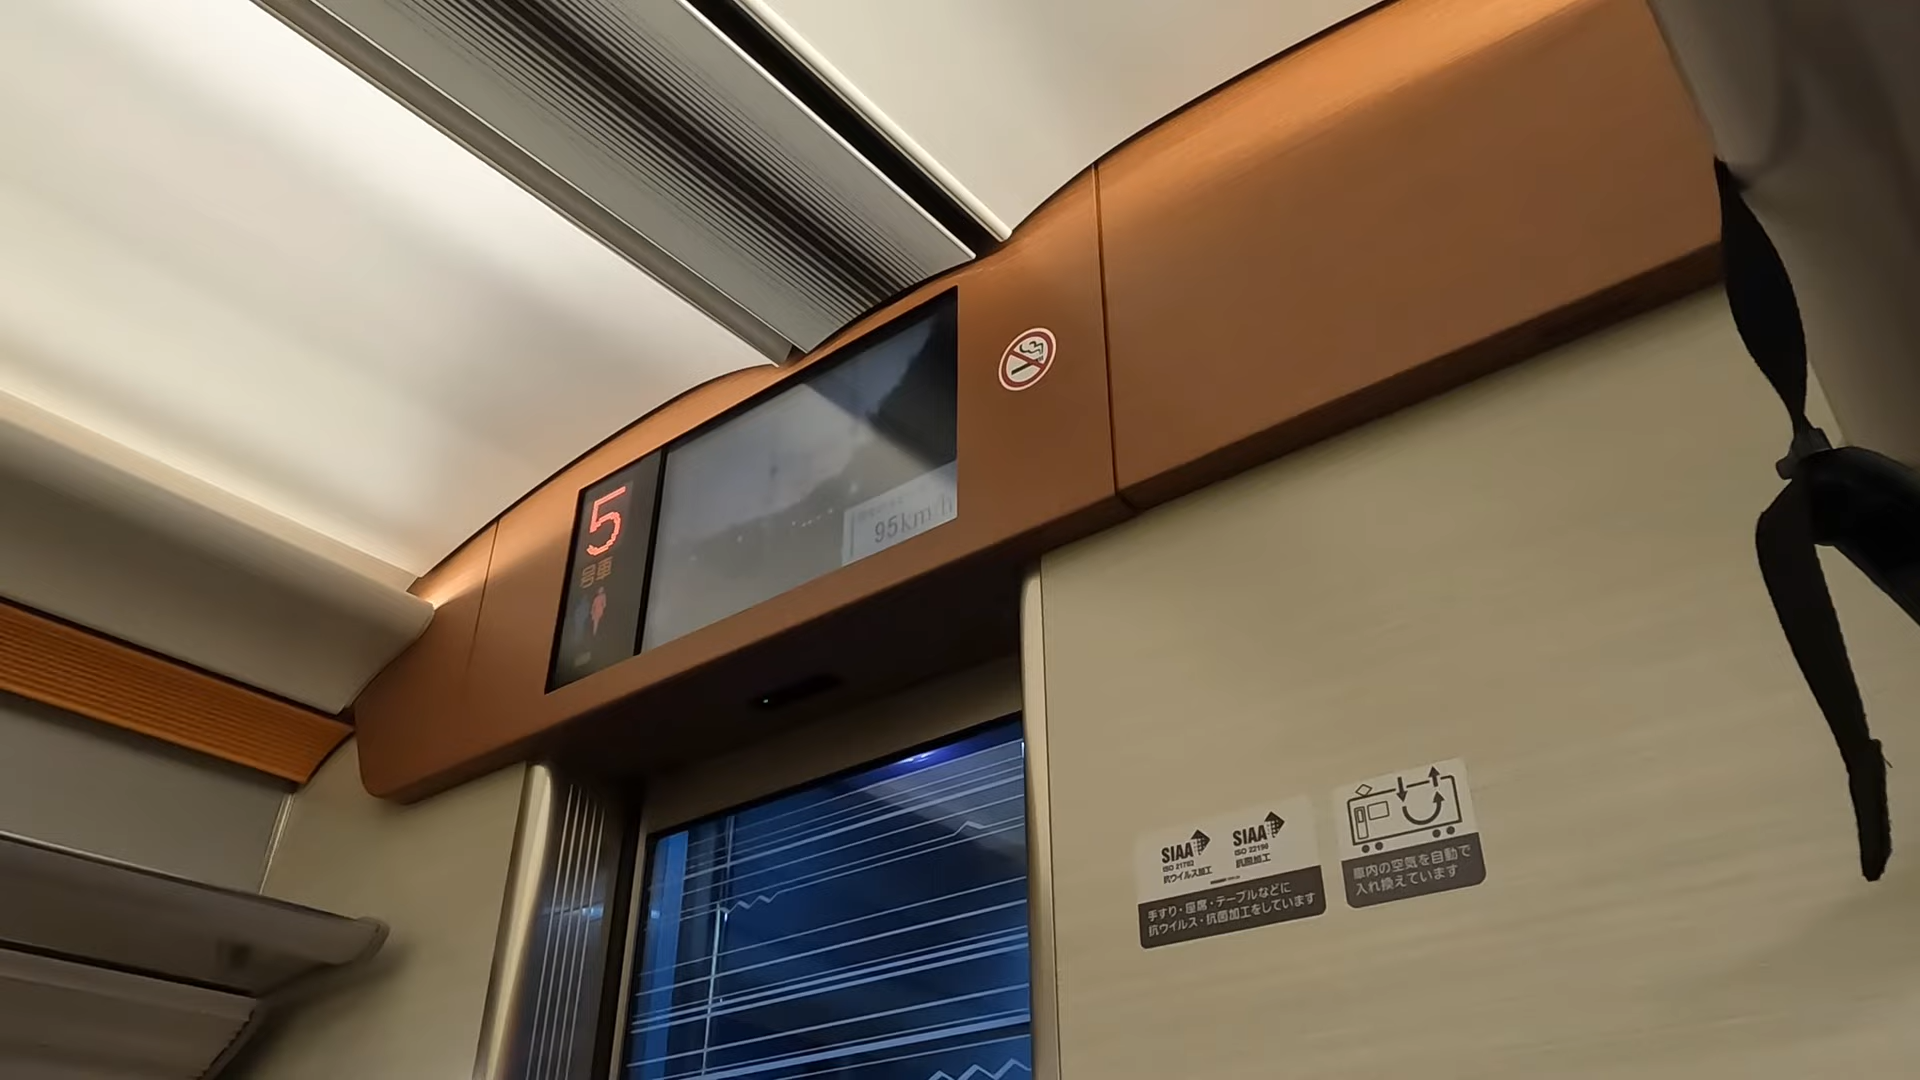 5
号車
95km/h
SIAA
ISO 21702
抗ウイルス加工
SIAA
ISO 22196
抗菌加工
手すり・座席・テーブルなどに
抗ウイルス・抗菌加工をしています
車内の空気を自動で
入れ換えています